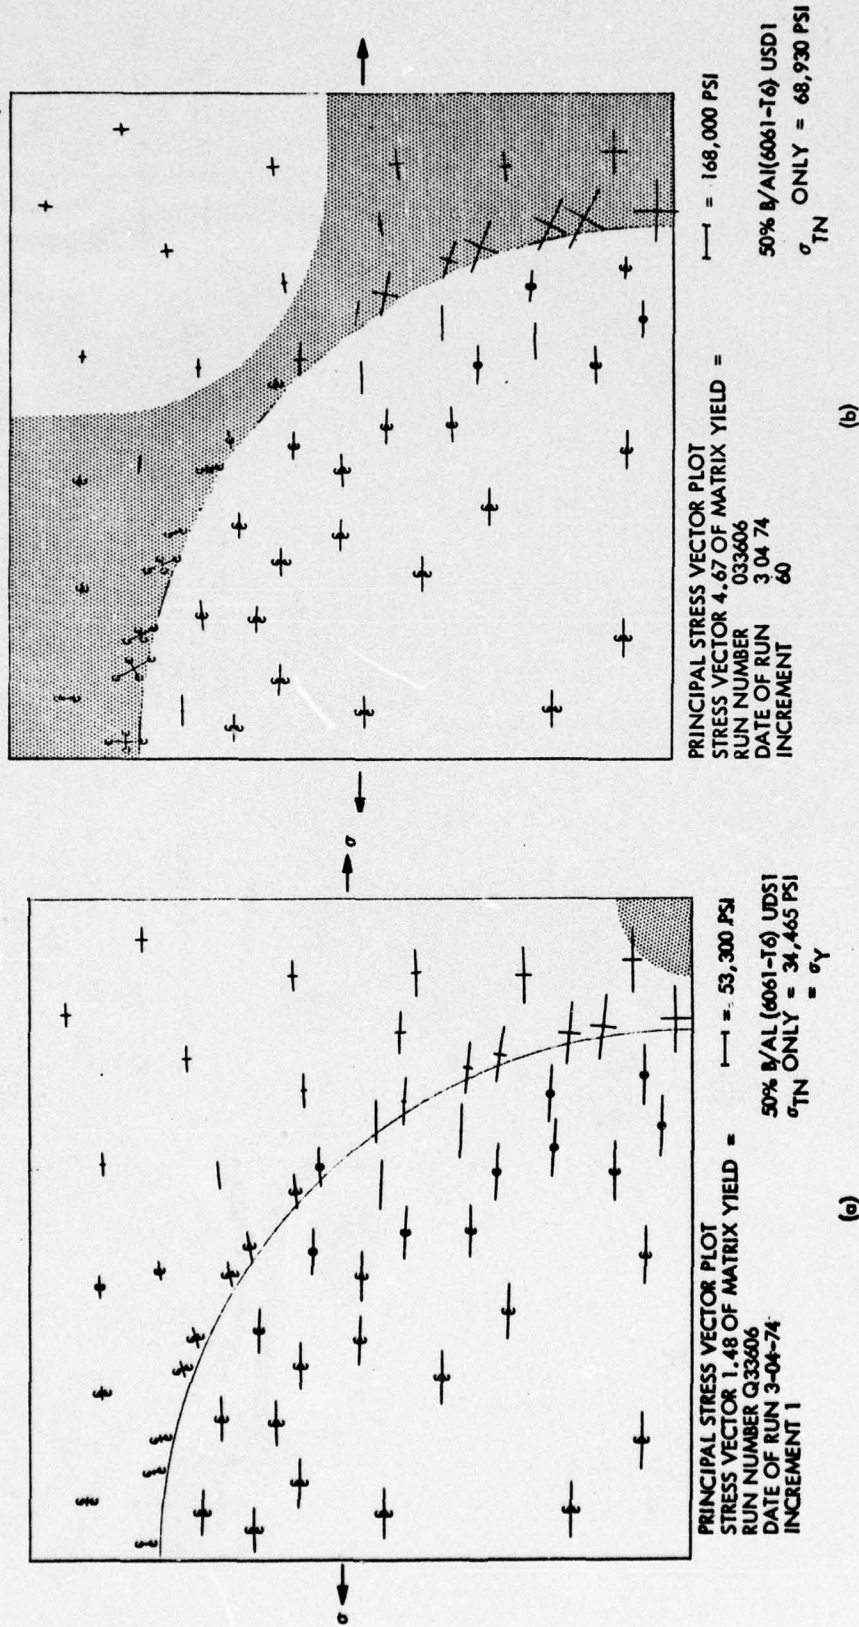 σ
σ
PRINCIPAL STRESS VECTOR PLOT
STRESS VECTOR 1.48 OF MATRIX YIELD = 53,300 PSI
RUN NUMBER Q33606
DATE OF RUN 3-04-74
INCREMENT 1
50% B/AL (6061-T6) UDS1
σTN ONLY = 34,465 PSI
= σY
(a)
PRINCIPAL STRESS VECTOR PLOT
STRESS VECTOR 4.67 OF MATRIX YIELD = 168,000 PSI
RUN NUMBER 033606
DATE OF RUN 3 04 74
INCREMENT 60
50% B/Al(6061-T6) USD1
σTN ONLY = 68,930 PSI
(b)